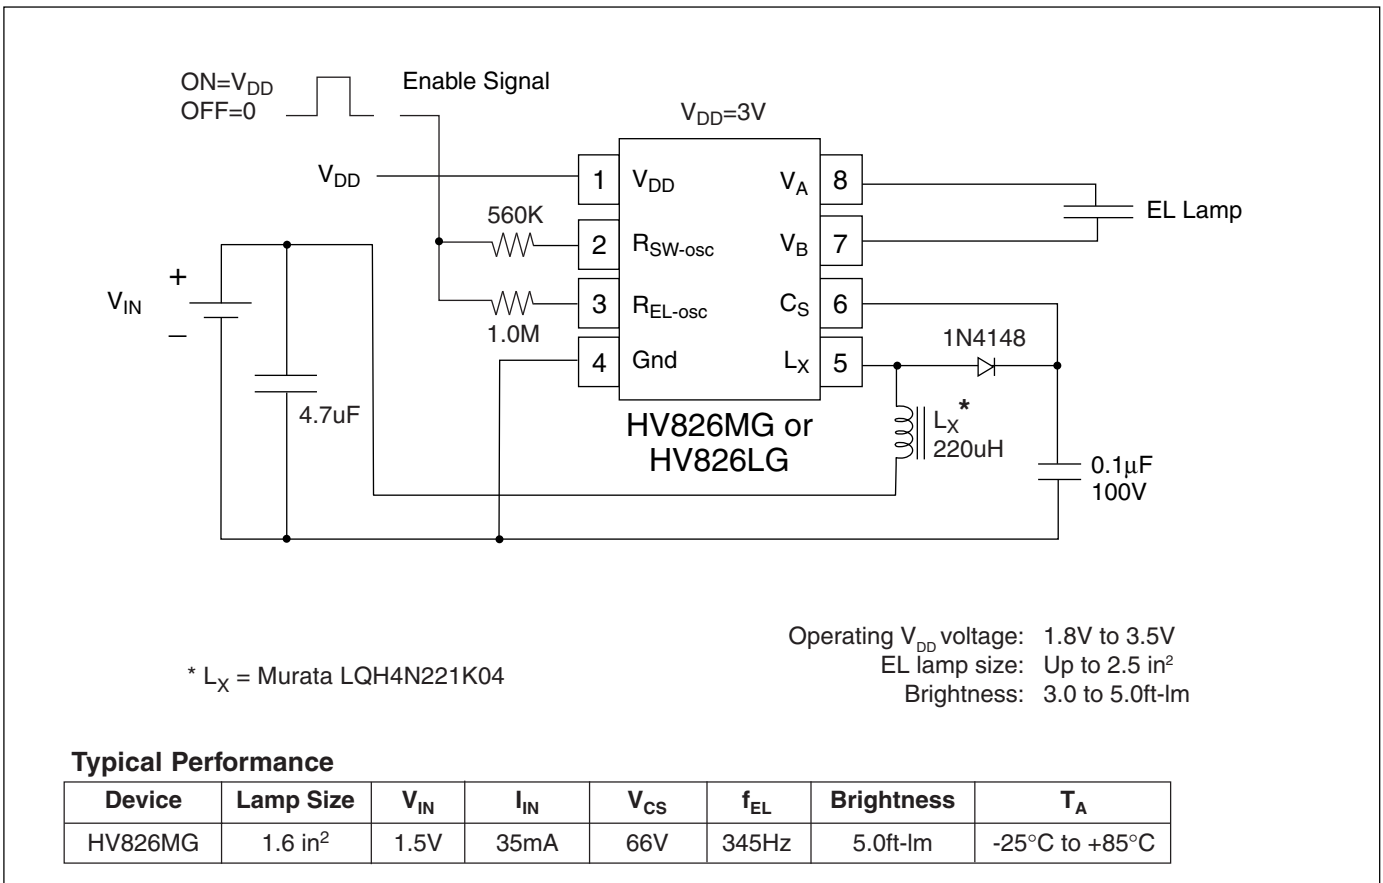 ON=VDD
OFF=0
Enable Signal
VDD=3V
VDD
1
VDD
VA
8
EL Lamp
560K
2
RSW-osc
VB
7
+
VIN
–
3
REL-osc
CS
6
1.0M
1N4148
4
Gnd
LX
5
4.7uF
HV826MG or
HV826LG
LX*
220uH
0.1µF
100V
* LX = Murata LQH4N221K04
Operating VDD voltage: 1.8V to 3.5V
EL lamp size: Up to 2.5 in²
Brightness: 3.0 to 5.0ft-lm
Typical Performance
Device Lamp Size VIN IIN VCS fEL Brightness TA
HV826MG 1.6 in² 1.5V 35mA 66V 345Hz 5.0ft-lm -25°C to +85°C